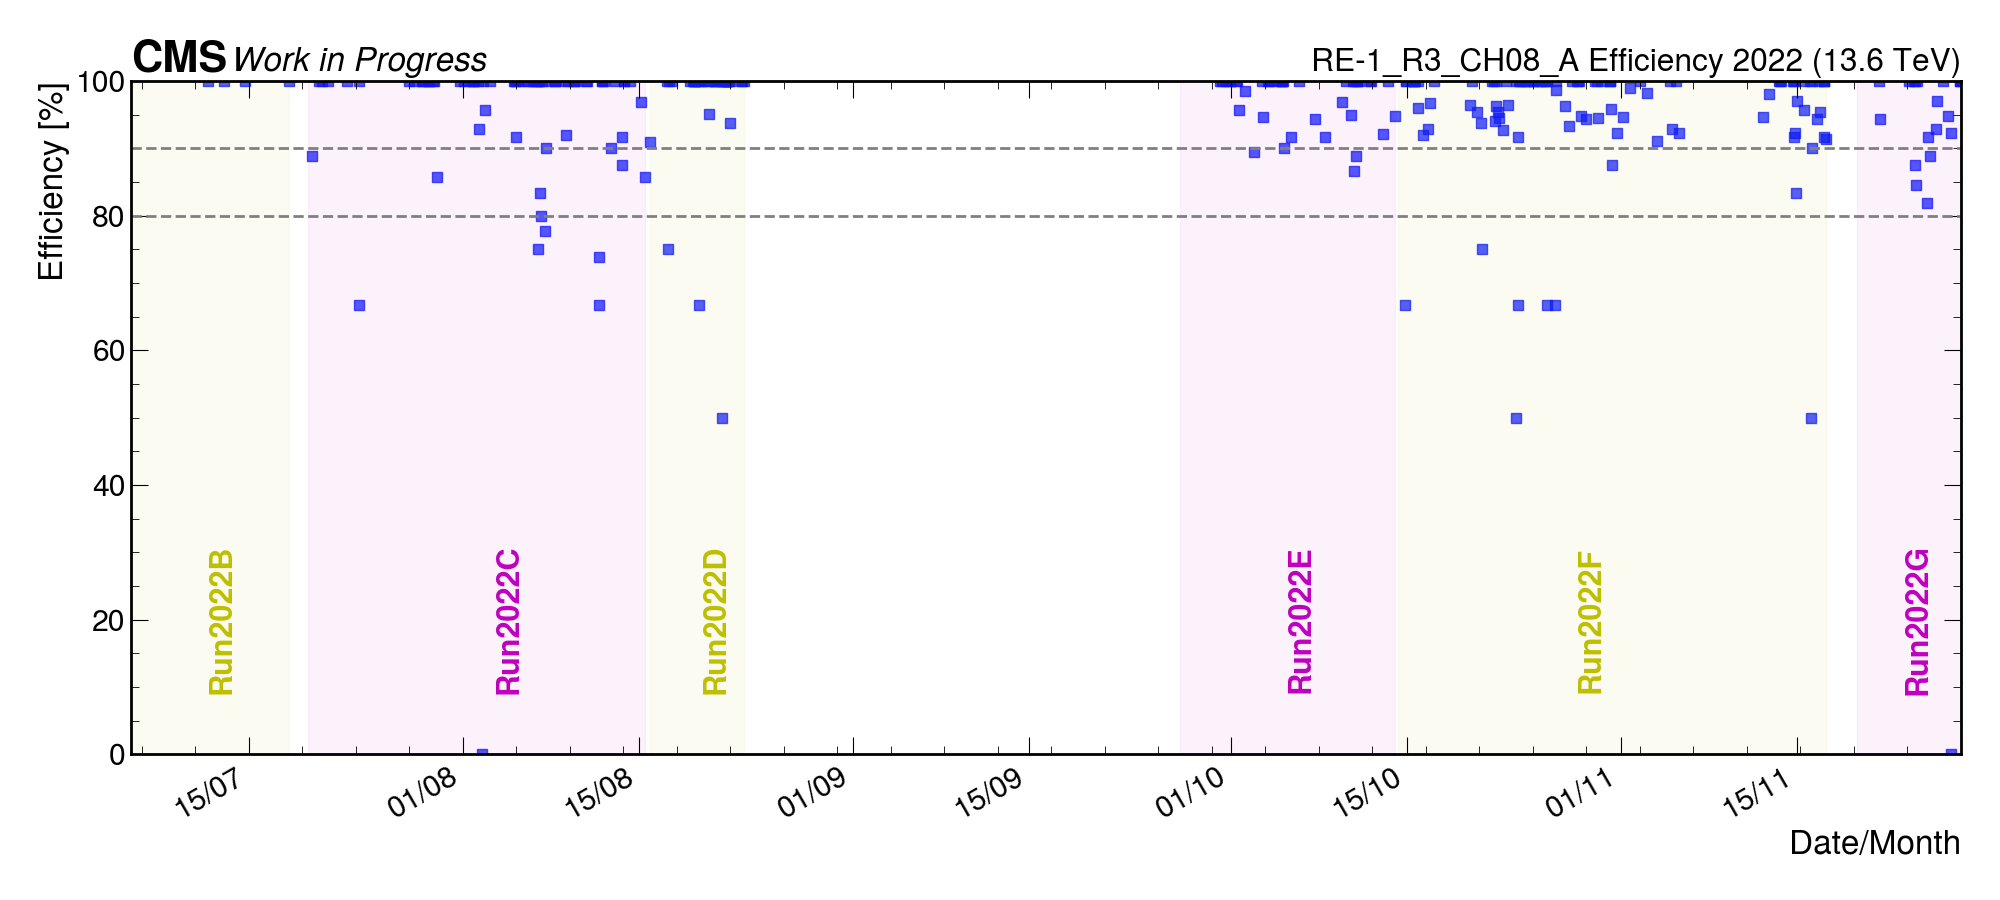 CMS Work in Progress
RE-1_R3_CH08_A Efficiency 2022 (13.6 TeV)
Efficiency [%]
100
80
60
40
20
0
Run2022B
Run2022C
Run2022D
Run2022E
Run2022F
Run2022G
15/07
01/08
15/08
01/09
15/09
01/10
15/10
01/11
15/11
Date/Month